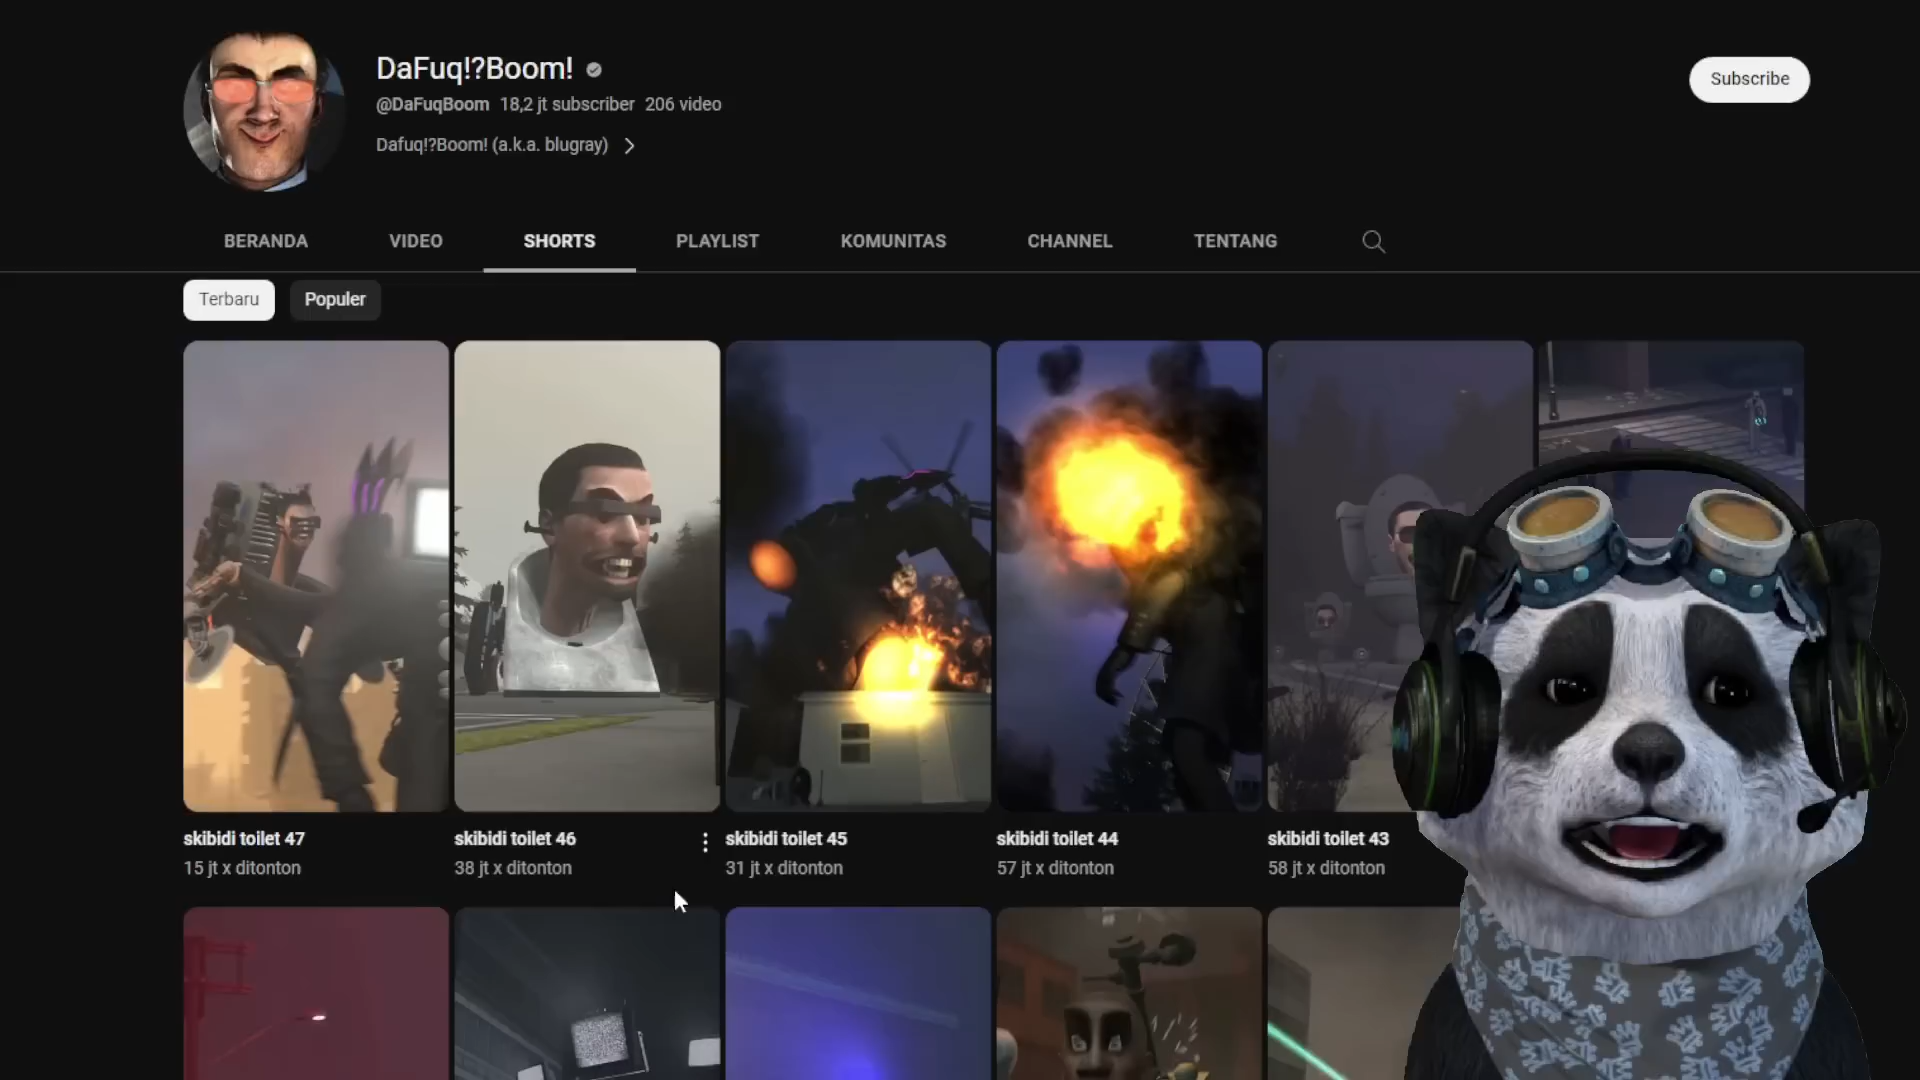 DaFuq!?Boom!
Subscribe
@DaFuqBoom 18,2 jt subscriber 206 video
Dafuq!?Boom! (a.k.a. blugray)
BERANDA VIDEO SHORTS PLAYLIST KOMUNITAS CHANNEL TENTANG
Terbaru Populer
skibidi toilet 47
15 jt x ditonton
skibidi toilet 46
38 jt x ditonton
skibidi toilet 45
31 jt x ditonton
skibidi toilet 44
57 jt x ditonton
skibidi toilet 43
58 jt x ditonton